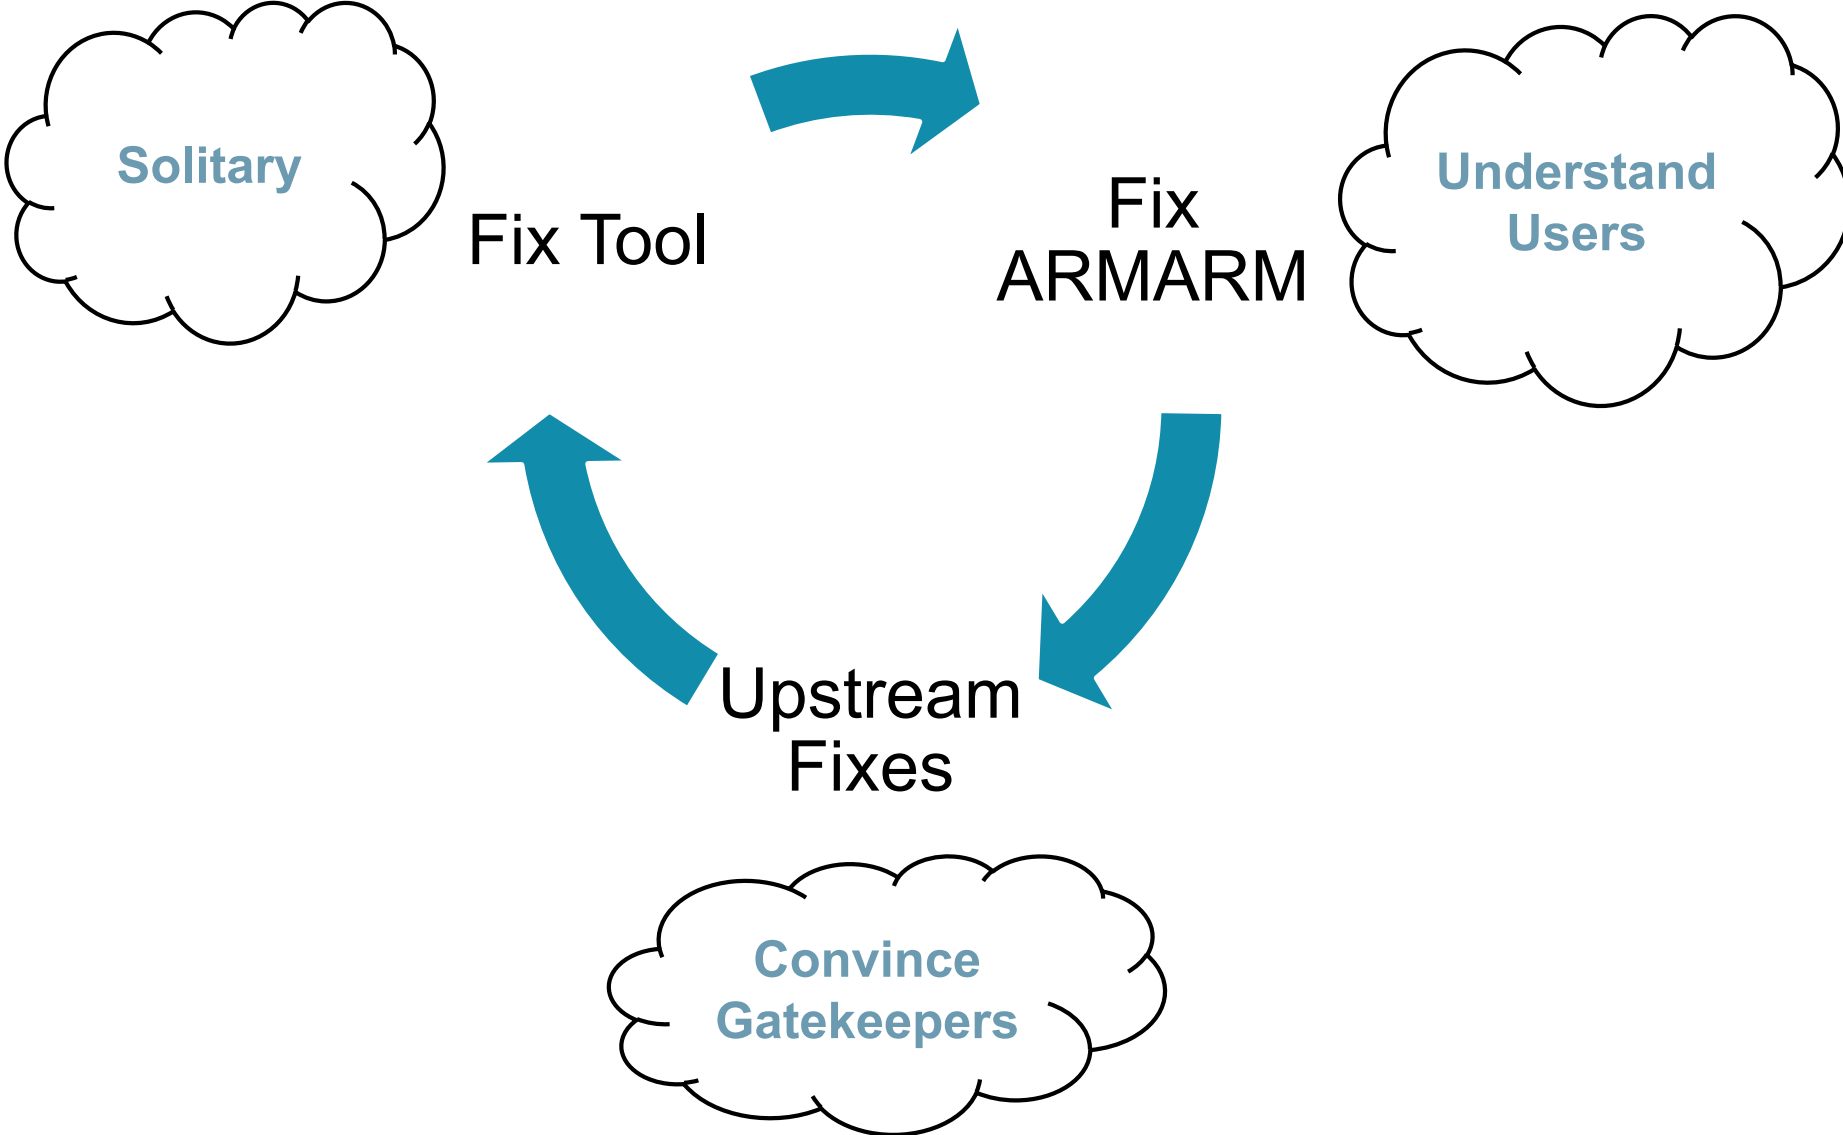 Solitary
Fix Tool
Fix
ARMARM
Understand
Users
Upstream
Fixes
Convince
Gatekeepers